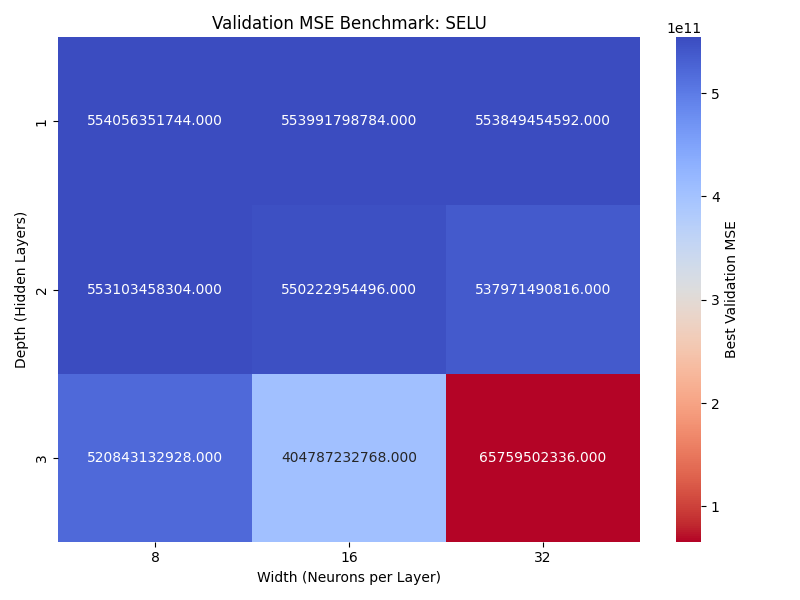 Validation MSE Benchmark: SELU
1e11
554056351744.000 553991798784.000 553849454592.000
553103458304.000 550222954496.000 537971490816.000
520843132928.000 404787232768.000 65759502336.000
1
2
3
Depth (Hidden Layers)
8 16 32
Width (Neurons per Layer)
5
4
3
2
1
Best Validation MSE